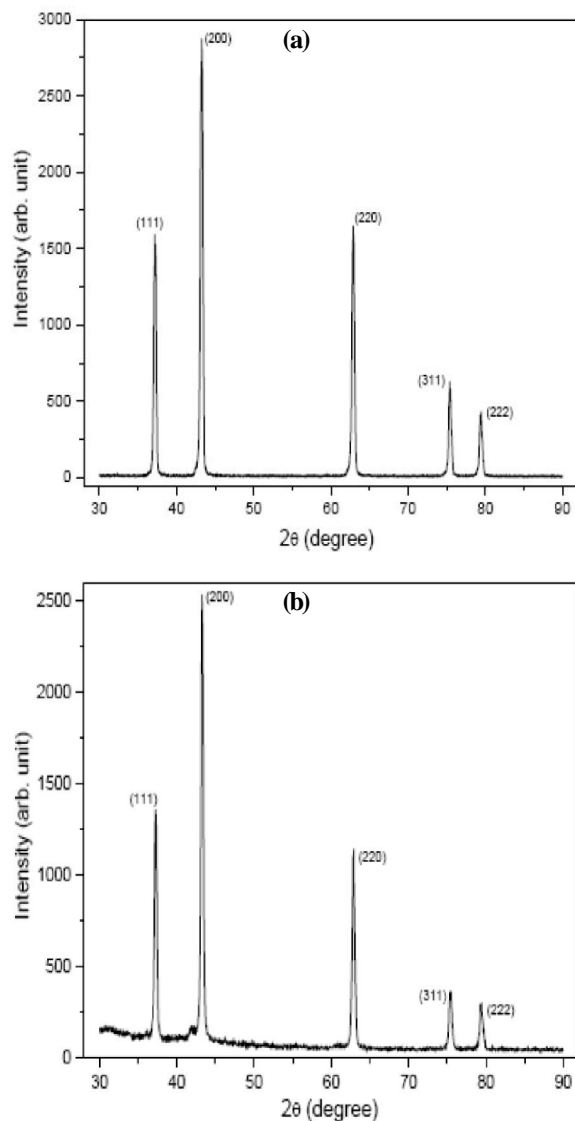 (a)
3000
(200)
2500
2000
(111)
(220)
1500
1000
(311)
(222)
500
0
Intensity (arb. unit)
30 40 50 60 70 80 90
2θ (degree)
(b)
2500
(200)
2000
1500
(111)
(220)
1000
500
(311)
(222)
0
Intensity (arb. unit)
30 40 50 60 70 80 90
2θ (degree)